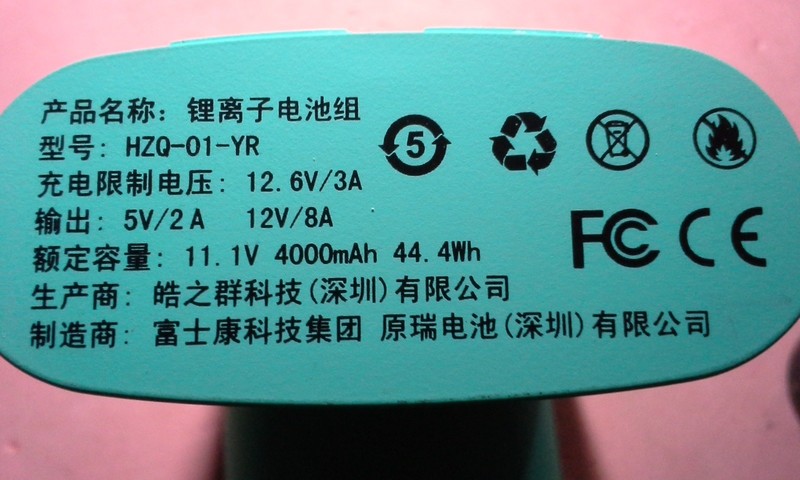 产品名称：锂离子电池组
型号：HZQ-01-YR
充电限制电压：12.6V/3A
输出：5V/2A 12V/8A
额定容量：11.1V 4000mAh 44.4Wh
生产商：皓之群科技(深圳)有限公司
制造商：富士康科技集团 原瑞电池(深圳)有限公司
5
FC CE